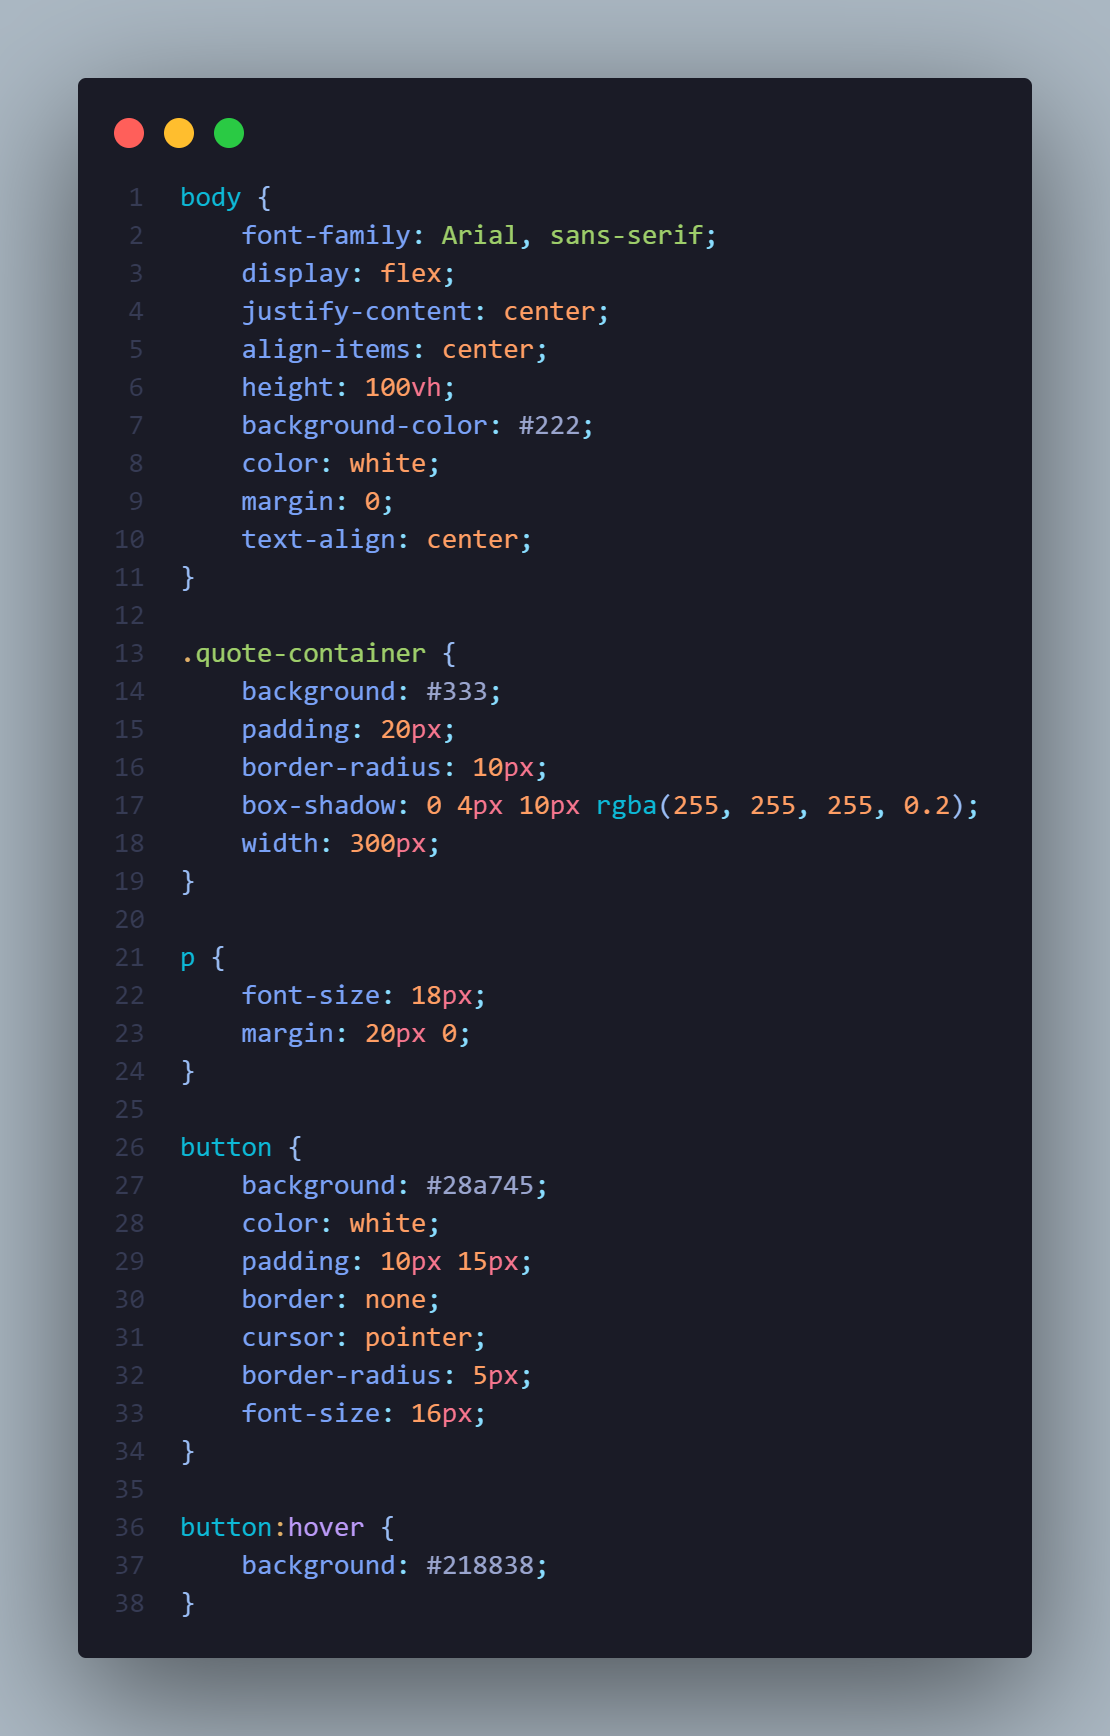 1 body {
2     font-family: Arial, sans-serif;
3     display: flex;
4     justify-content: center;
5     align-items: center;
6     height: 100vh;
7     background-color: #222;
8     color: white;
9     margin: 0;
10     text-align: center;
11 }
12
13 .quote-container {
14     background: #333;
15     padding: 20px;
16     border-radius: 10px;
17     box-shadow: 0 4px 10px rgba(255, 255, 255, 0.2);
18     width: 300px;
19 }
20
21 p {
22     font-size: 18px;
23     margin: 20px 0;
24 }
25
26 button {
27     background: #28a745;
28     color: white;
29     padding: 10px 15px;
30     border: none;
31     cursor: pointer;
32     border-radius: 5px;
33     font-size: 16px;
34 }
35
36 button:hover {
37     background: #218838;
38 }